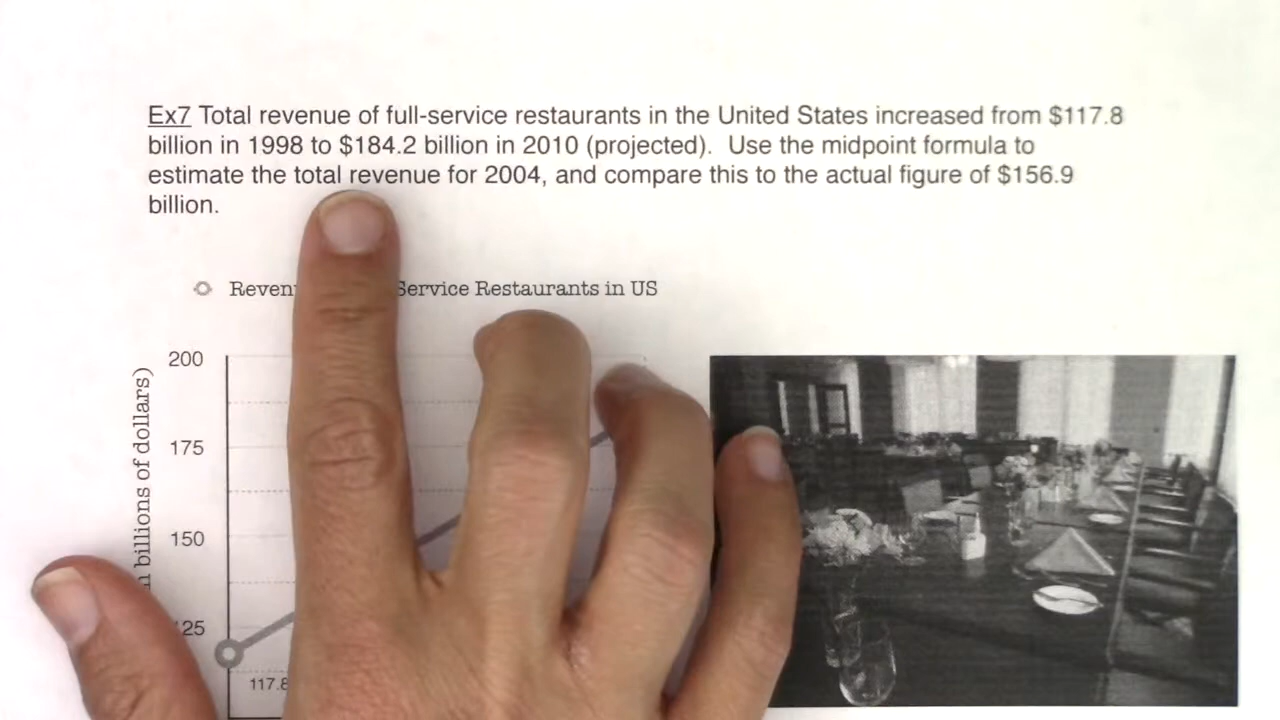 Ex7 Total revenue of full-service restaurants in the United States increased from $117.8
billion in 1998 to $184.2 billion in 2010 (projected). Use the midpoint formula to
estimate the total revenue for 2004, and compare this to the actual figure of $156.9
billion.
Service Restaurants in US
200
175
150
billions of dollars)
117.8